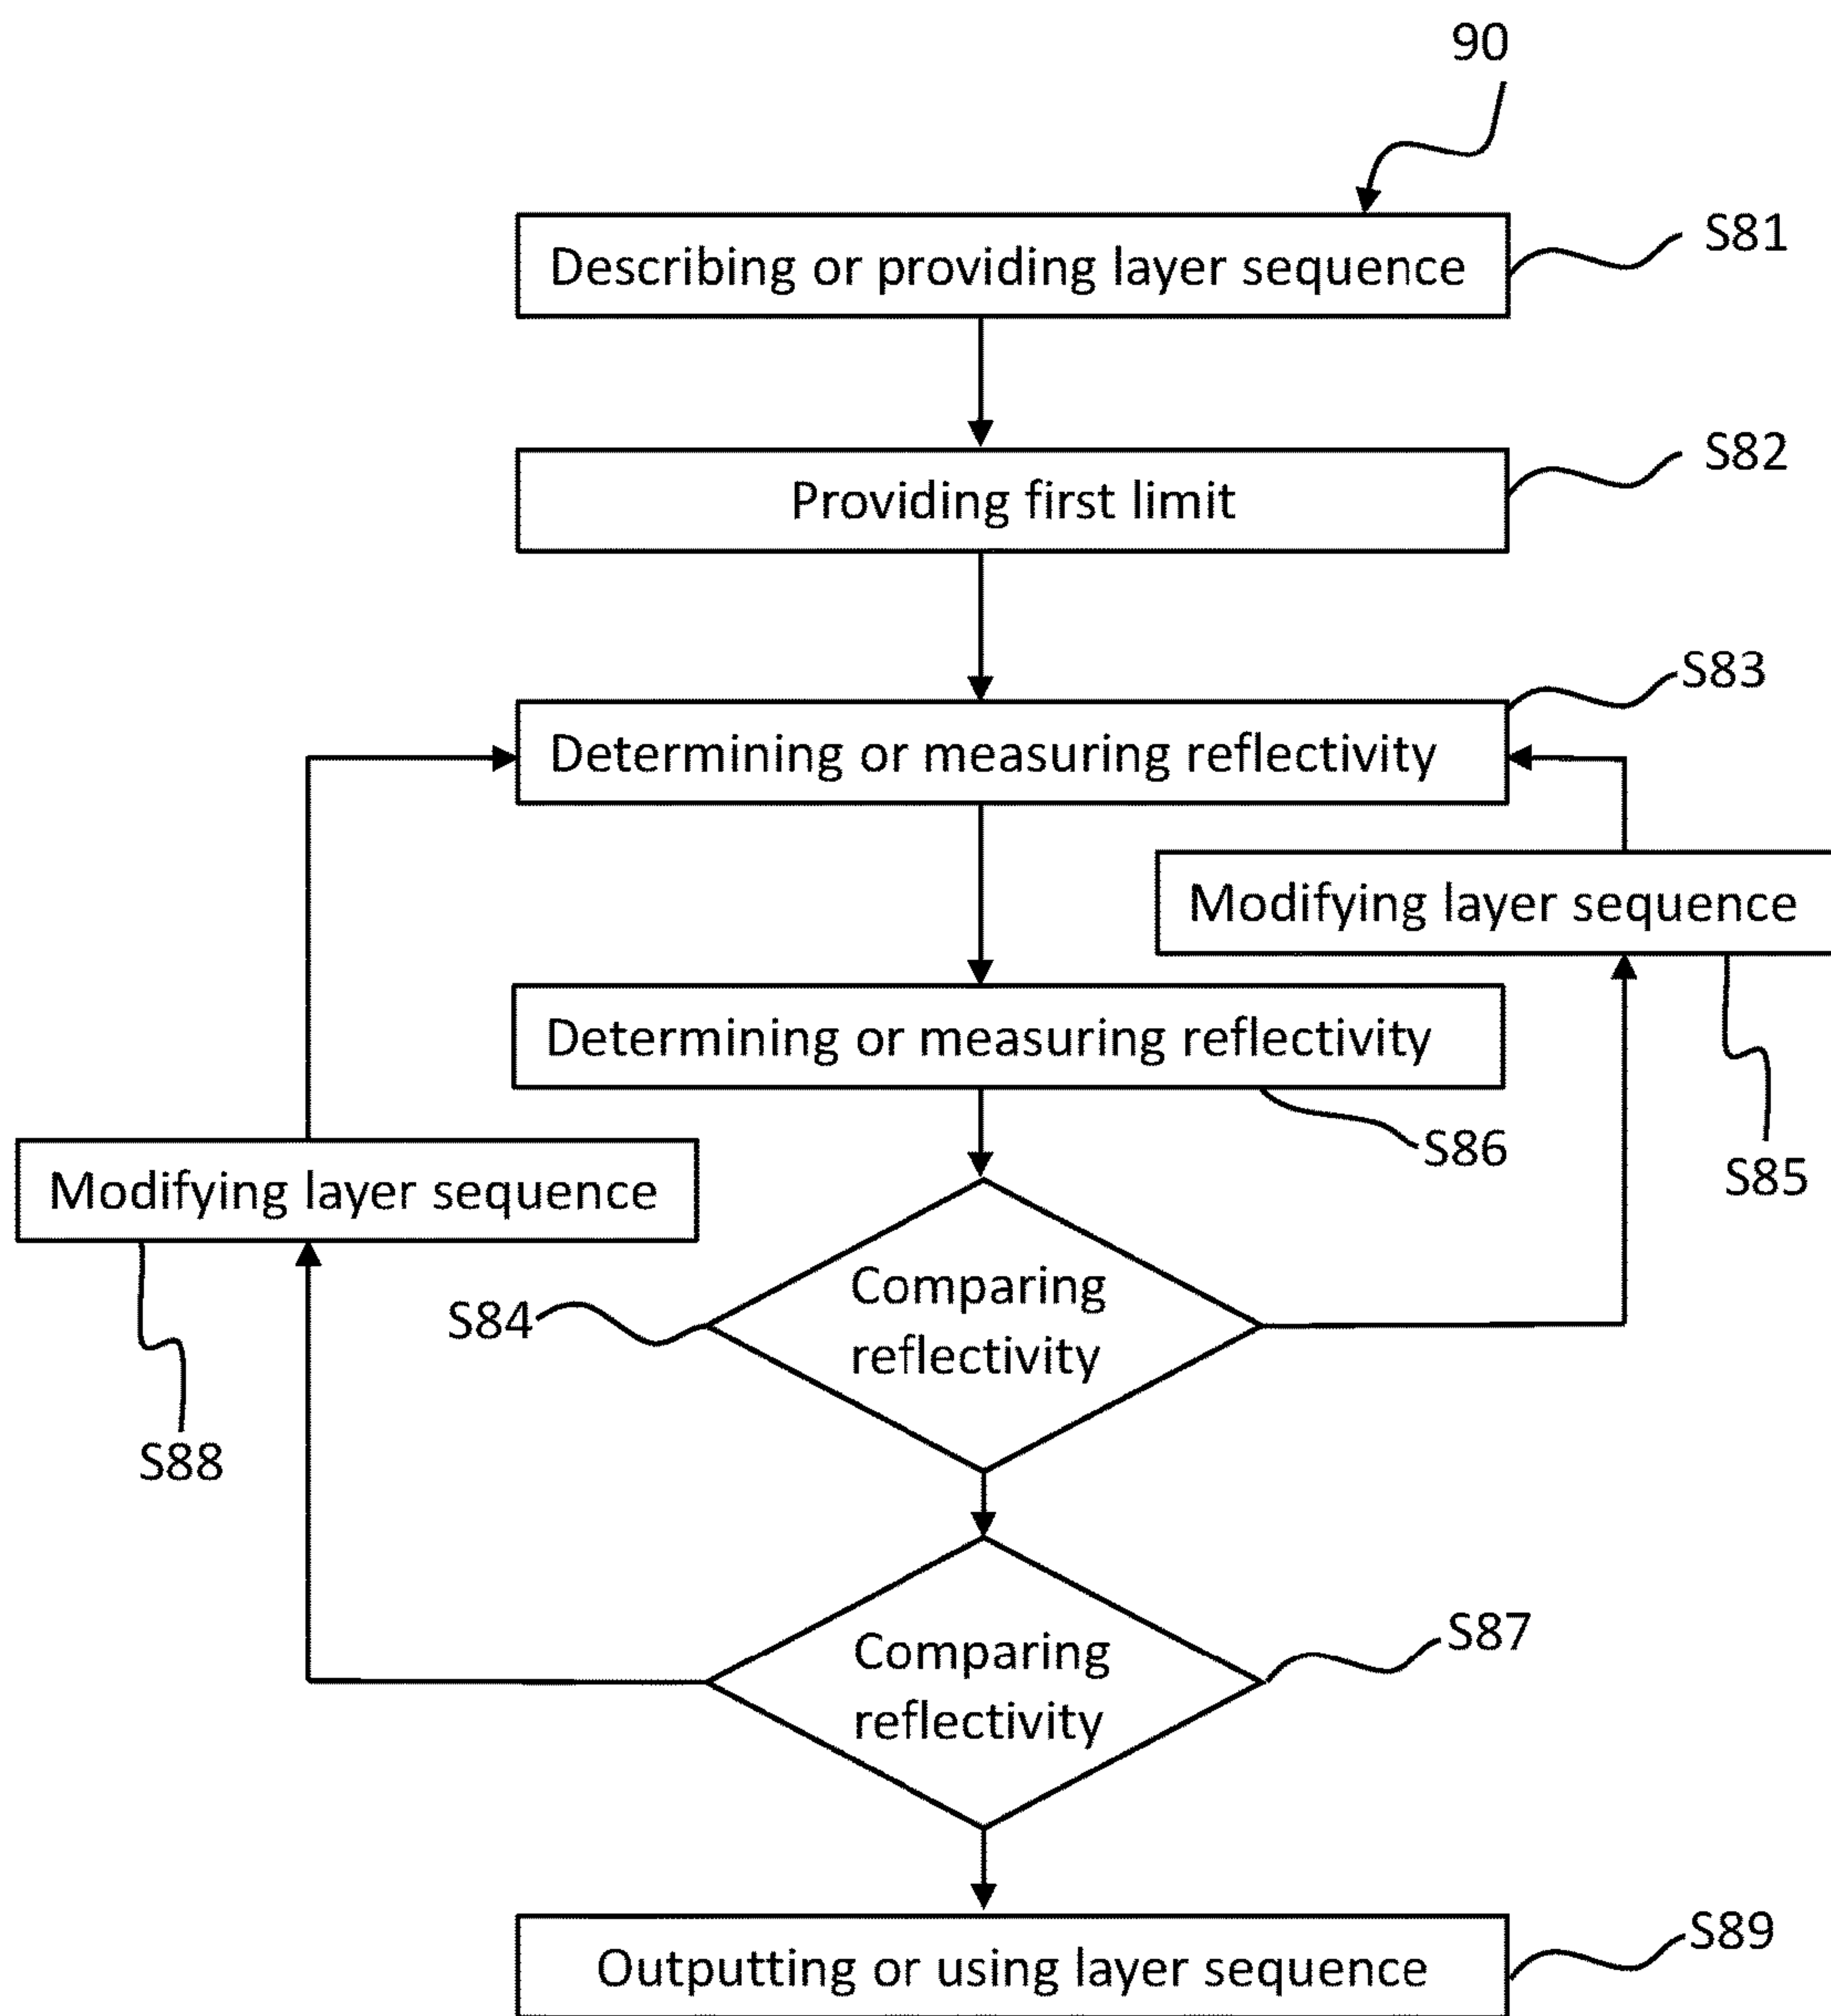 90
Describing or providing layer sequence
S81
Providing first limit
S82
Determining or measuring reflectivity
S83
Modifying layer sequence
S85
Determining or measuring reflectivity
S86
Modifying layer sequence
S88
Comparing
reflectivity
S84
Comparing
reflectivity
S87
Outputting or using layer sequence
S89